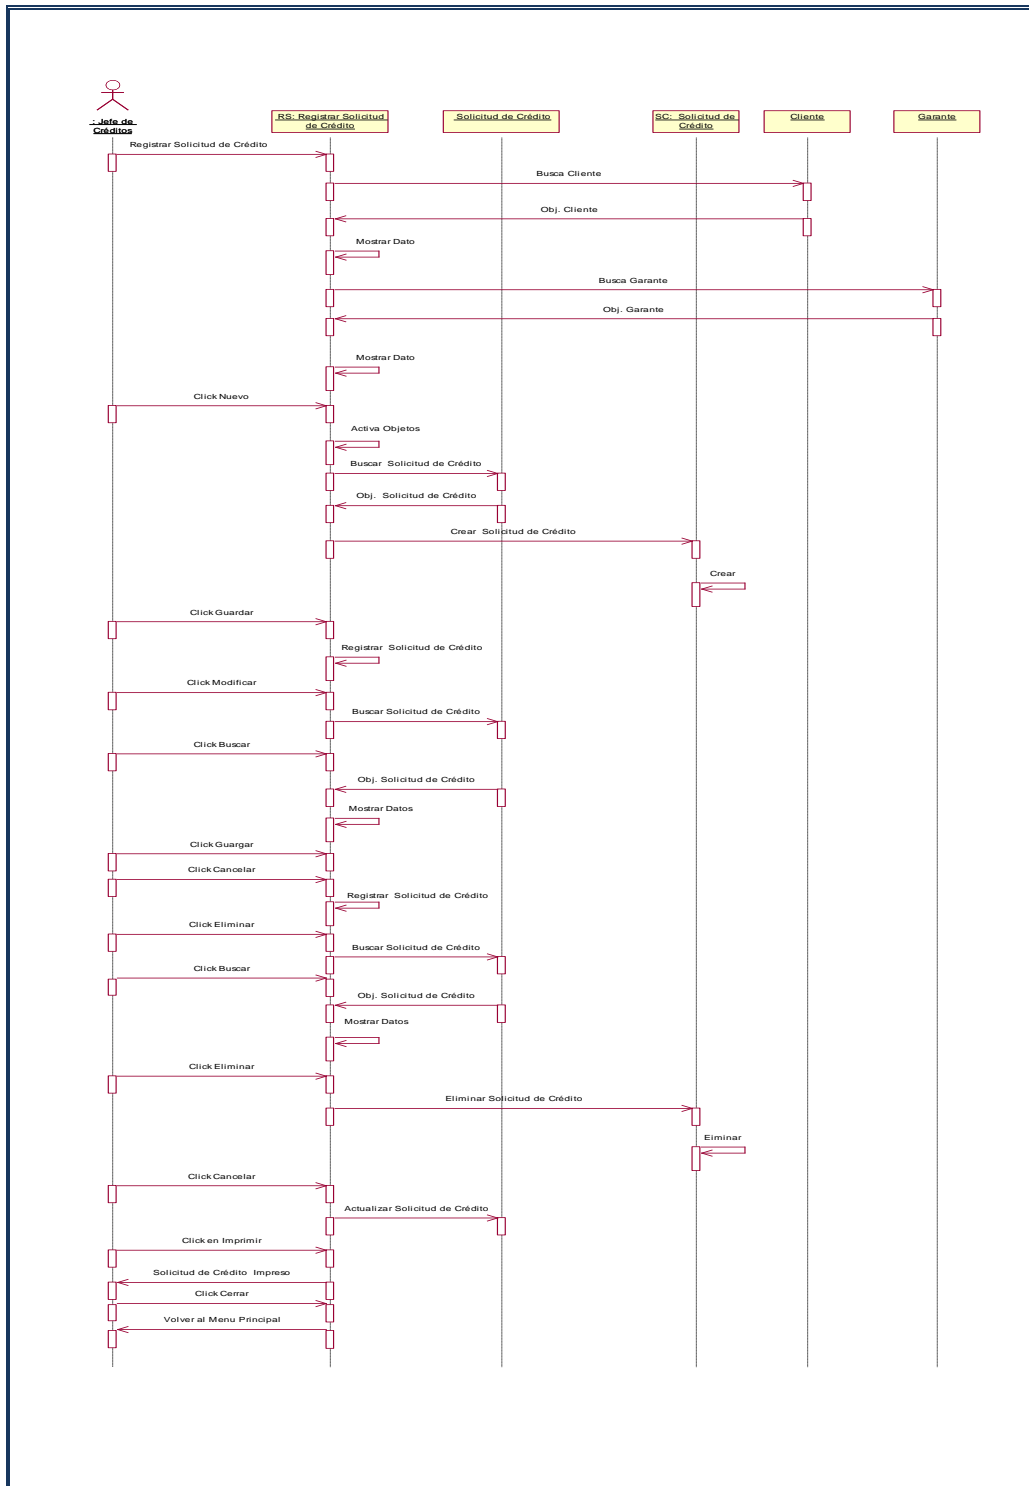 : Jefe de
Créditos
RS: Registrar Solicitud
de Crédito
Solicitud de Crédito
SC: Solicitud de
Crédito
Cliente
Garante
Registrar Solicitud de Crédito
Busca Cliente
Obj. Cliente
Mostrar Dato
Busca Garante
Obj. Garante
Mostrar Dato
Click Nuevo
Activa Objetos
Buscar Solicitud de Crédito
Obj. Solicitud de Crédito
Crear Solicitud de Crédito
Crear
Click Guardar
Registrar Solicitud de Crédito
Click Modificar
Buscar Solicitud de Crédito
Click Buscar
Obj. Solicitud de Crédito
Mostrar Datos
Click Guargar
Click Cancelar
Registrar Solicitud de Crédito
Click Eliminar
Buscar Solicitud de Crédito
Click Buscar
Obj. Solicitud de Crédito
Mostrar Datos
Click Eliminar
Eliminar Solicitud de Crédito
Eiminar
Click Cancelar
Actualizar Solicitud de Crédito
Click en Imprimir
Solicitud de Crédito Impreso
Click Cerrar
Volver al Menu Principal